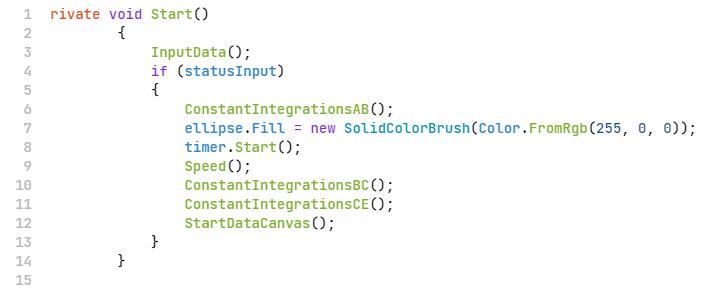 1 rivate void Start()
2 {
3 InputData();
4 if (statusInput)
5 {
6 ConstantIntegrationsAB();
7 ellipse.Fill = new SolidColorBrush(Color.FromRgb(255, 0, 0));
8 timer.Start();
9 Speed();
10 ConstantIntegrationsBC();
11 ConstantIntegrationsCE();
12 StartDataCanvas();
13 }
14 }
15